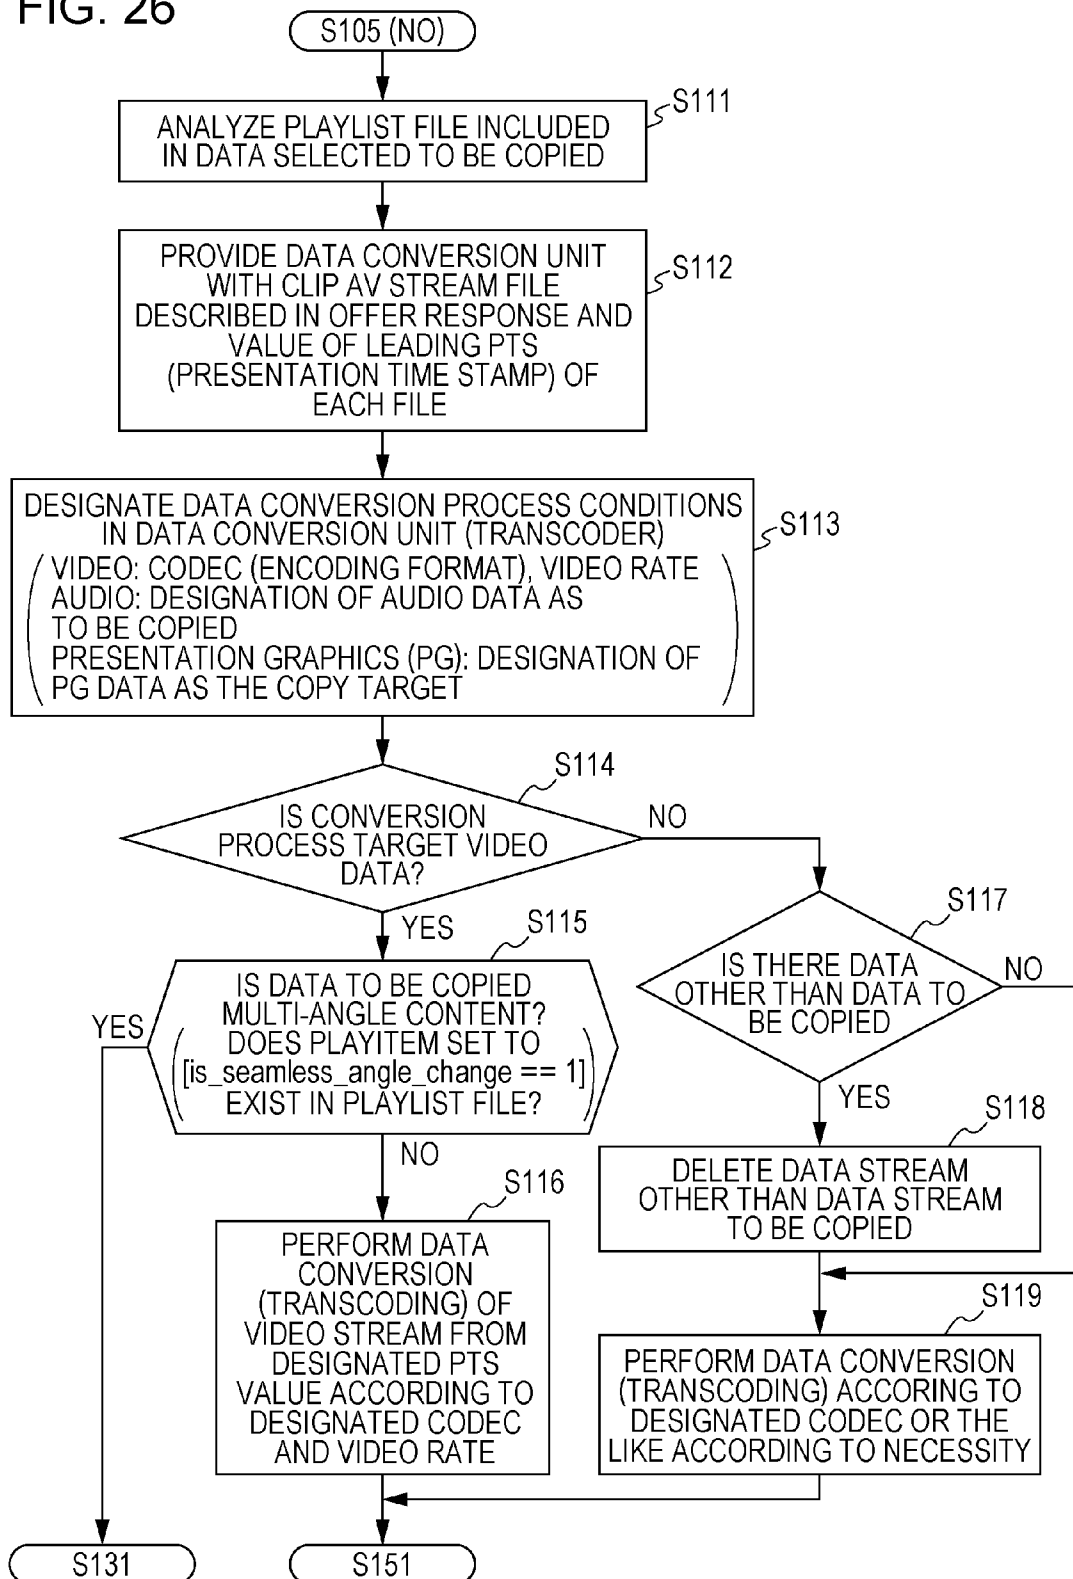 FIG. 26
S105 (NO)
S111
ANALYZE PLAYLIST FILE INCLUDED
IN DATA SELECTED TO BE COPIED
S112
PROVIDE DATA CONVERSION UNIT
WITH CLIP AV STREAM FILE
DESCRIBED IN OFFER RESPONSE AND
VALUE OF LEADING PTS
(PRESENTATION TIME STAMP) OF
EACH FILE
S113
DESIGNATE DATA CONVERSION PROCESS CONDITIONS
IN DATA CONVERSION UNIT (TRANSCODER)
VIDEO: CODEC (ENCODING FORMAT), VIDEO RATE
AUDIO: DESIGNATION OF AUDIO DATA AS
TO BE COPIED
PRESENTATION GRAPHICS (PG): DESIGNATION OF
PG DATA AS THE COPY TARGET
S114
IS CONVERSION
PROCESS TARGET VIDEO
DATA?
NO
YES
S115
IS DATA TO BE COPIED
MULTI-ANGLE CONTENT?
DOES PLAYITEM SET TO
[is_seamless_angle_change == 1]
EXIST IN PLAYLIST FILE?
YES
NO
S116
PERFORM DATA
CONVERSION
(TRANSCODING) OF
VIDEO STREAM FROM
DESIGNATED PTS
VALUE ACCORDING TO
DESIGNATED CODEC
AND VIDEO RATE
S117
IS THERE DATA
OTHER THAN DATA TO
BE COPIED
NO
YES
S118
DELETE DATA STREAM
OTHER THAN DATA STREAM
TO BE COPIED
S119
PERFORM DATA CONVERSION
(TRANSCODING) ACCORING TO
DESIGNATED CODEC OR THE
LIKE ACCORDING TO NECESSITY
S131
S151